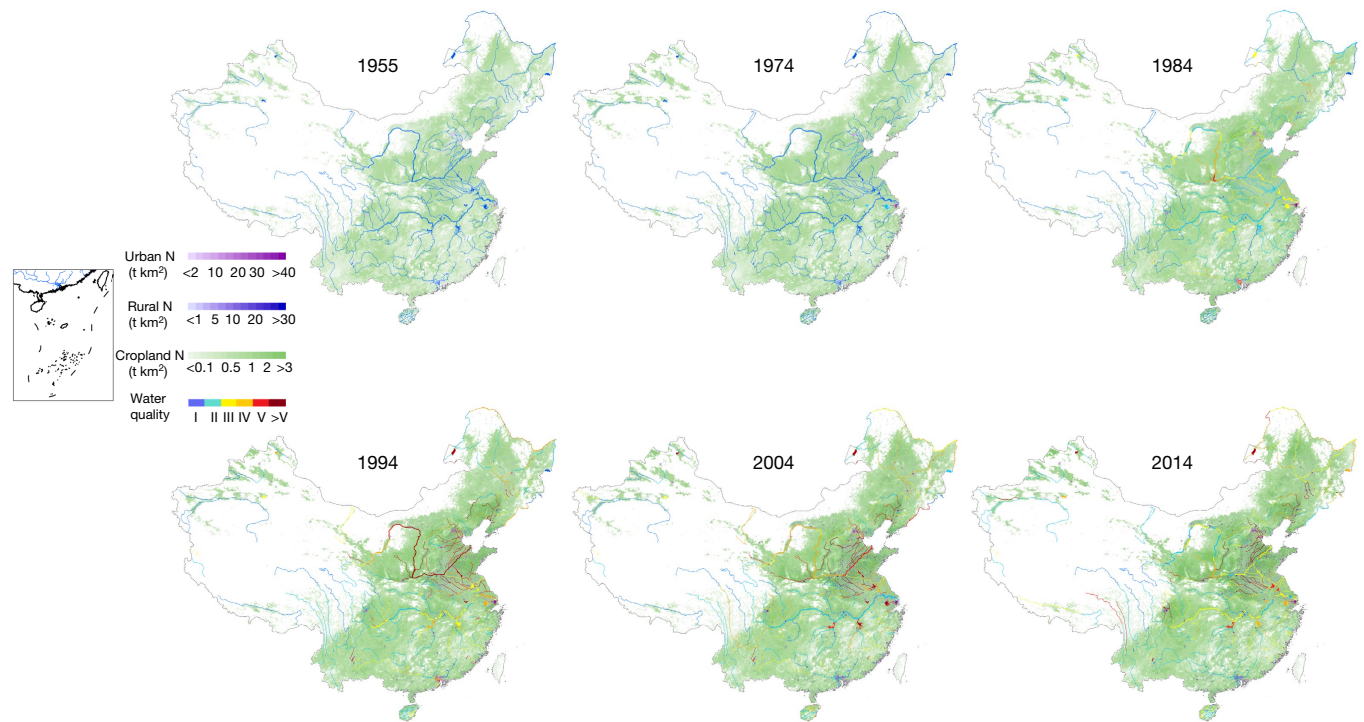 1955
1974
1984
Urban N
(t km²)
<2 10 20 30 >40
Rural N
(t km²)
<1 5 10 20 >30
Cropland N
(t km²)
<0.1 0.5 1 2 >3
Water
quality
I II III IV V >V
1994
2004
2014